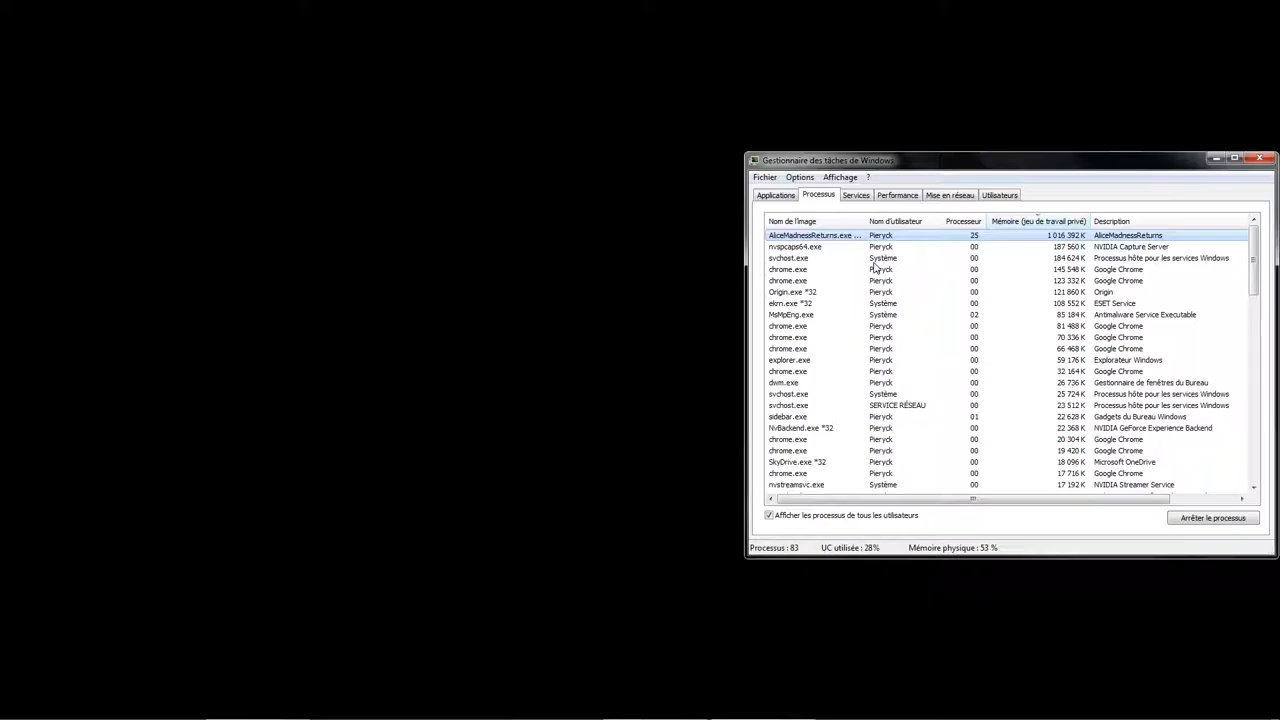 Gestionnaire des tâches de Windows
Fichier Options Affichage ?
Applications Processus Services Performance Mise en réseau Utilisateurs
Nom de l'image Nom d'utilisateur Processeur Mémoire (jeu de travail privé) Description
AliceMadnessReturns.exe ... Pieryck 25 1 016 392 K AliceMadnessReturns
nvspcaps64.exe Pieryck 00 187 560 K NVIDIA Capture Server
svchost.exe Système 00 184 624 K Processus hôte pour les services Windows
chrome.exe Pieryck 00 145 548 K Google Chrome
chrome.exe Pieryck 00 123 332 K Google Chrome
Origin.exe *32 Pieryck 00 121 860 K Origin
ekrn.exe *32 Système 00 108 552 K ESET Service
MsMpEng.exe Système 02 85 184 K Antimalware Service Executable
chrome.exe Pieryck 00 81 488 K Google Chrome
chrome.exe Pieryck 00 70 336 K Google Chrome
chrome.exe Pieryck 00 66 468 K Google Chrome
explorer.exe Pieryck 00 59 176 K Explorateur Windows
chrome.exe Pieryck 00 32 164 K Google Chrome
dwm.exe Pieryck 00 26 736 K Gestionnaire de fenêtres du Bureau
svchost.exe Système 00 25 724 K Processus hôte pour les services Windows
svchost.exe SERVICE RÉSEAU 00 23 512 K Processus hôte pour les services Windows
sidebar.exe Pieryck 01 22 628 K Gadgets du Bureau Windows
NvBackend.exe *32 Pieryck 00 22 368 K NVIDIA GeForce Experience Backend
chrome.exe Pieryck 00 20 304 K Google Chrome
chrome.exe Pieryck 00 19 420 K Google Chrome
SkyDrive.exe *32 Pieryck 00 18 096 K Microsoft OneDrive
chrome.exe Pieryck 00 17 716 K Google Chrome
nvstreamsvc.exe Système 00 17 192 K NVIDIA Streamer Service
Afficher les processus de tous les utilisateurs Arrêter le processus
Processus : 83 UC utilisée : 28% Mémoire physique : 53 %